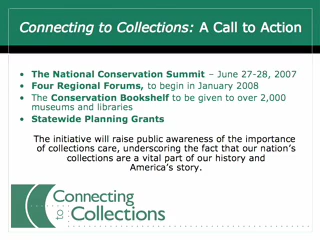 Connecting to Collections: A Call to Action
• The National Conservation Summit – June 27-28, 2007
• Four Regional Forums, to begin in January 2008
• The Conservation Bookshelf to be given to over 2,000
museums and libraries
• Statewide Planning Grants
The initiative will raise public awareness of the importance
of collections care, underscoring the fact that our nation's
collections are a vital part of our history and
America's story.
Connecting
to Collections